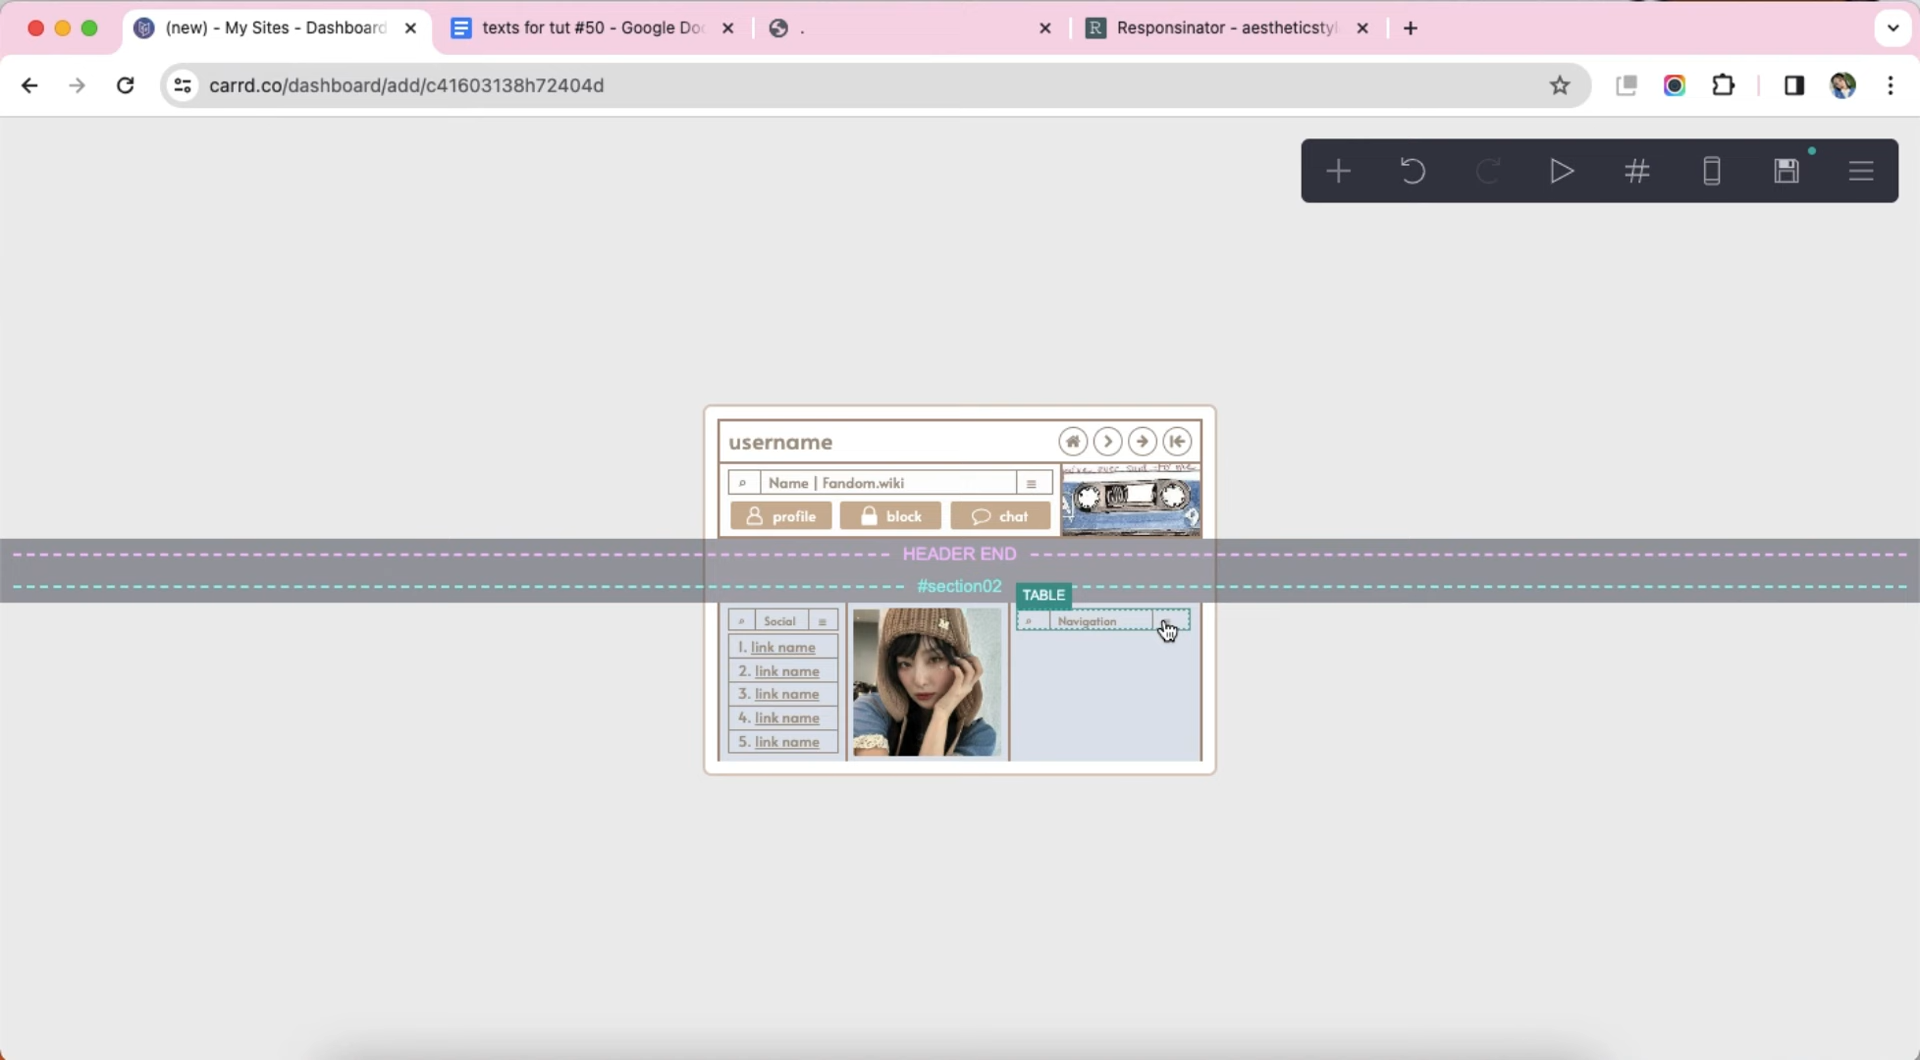 (new) - My Sites - Dashboard
texts for tut #50 - Google Do
.
Responsinator - aestheticstyl
carrd.co/dashboard/add/c41603138h72404d
username
Name | Fandom.wiki
profile
block
chat
HEADER END
#section02
TABLE
Social
Navigation
1. link name
2. link name
3. link name
4. link name
5. link name